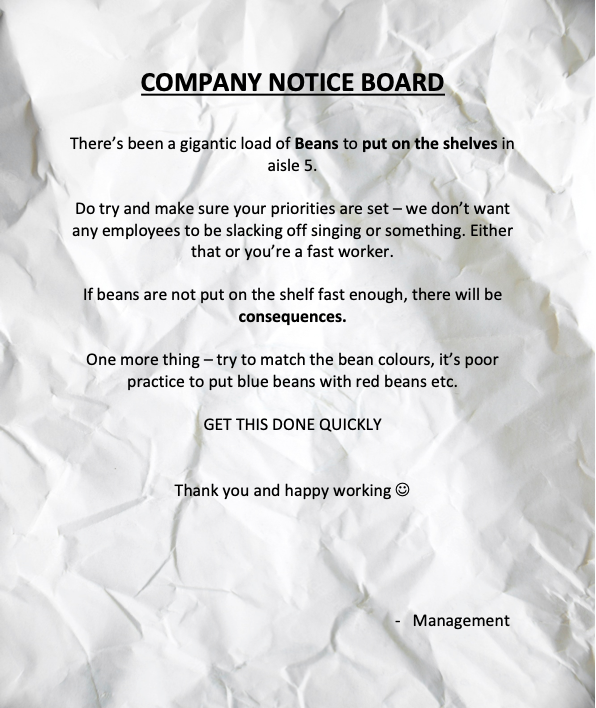 COMPANY NOTICE BOARD
There’s been a gigantic load of Beans to put on the shelves in
aisle 5.
Do try and make sure your priorities are set – we don’t want
any employees to be slacking off singing or something. Either
that or you’re a fast worker.
If beans are not put on the shelf fast enough, there will be
consequences.
One more thing – try to match the bean colours, it’s poor
practice to put blue beans with red beans etc.
GET THIS DONE QUICKLY
Thank you and happy working ☺
- Management